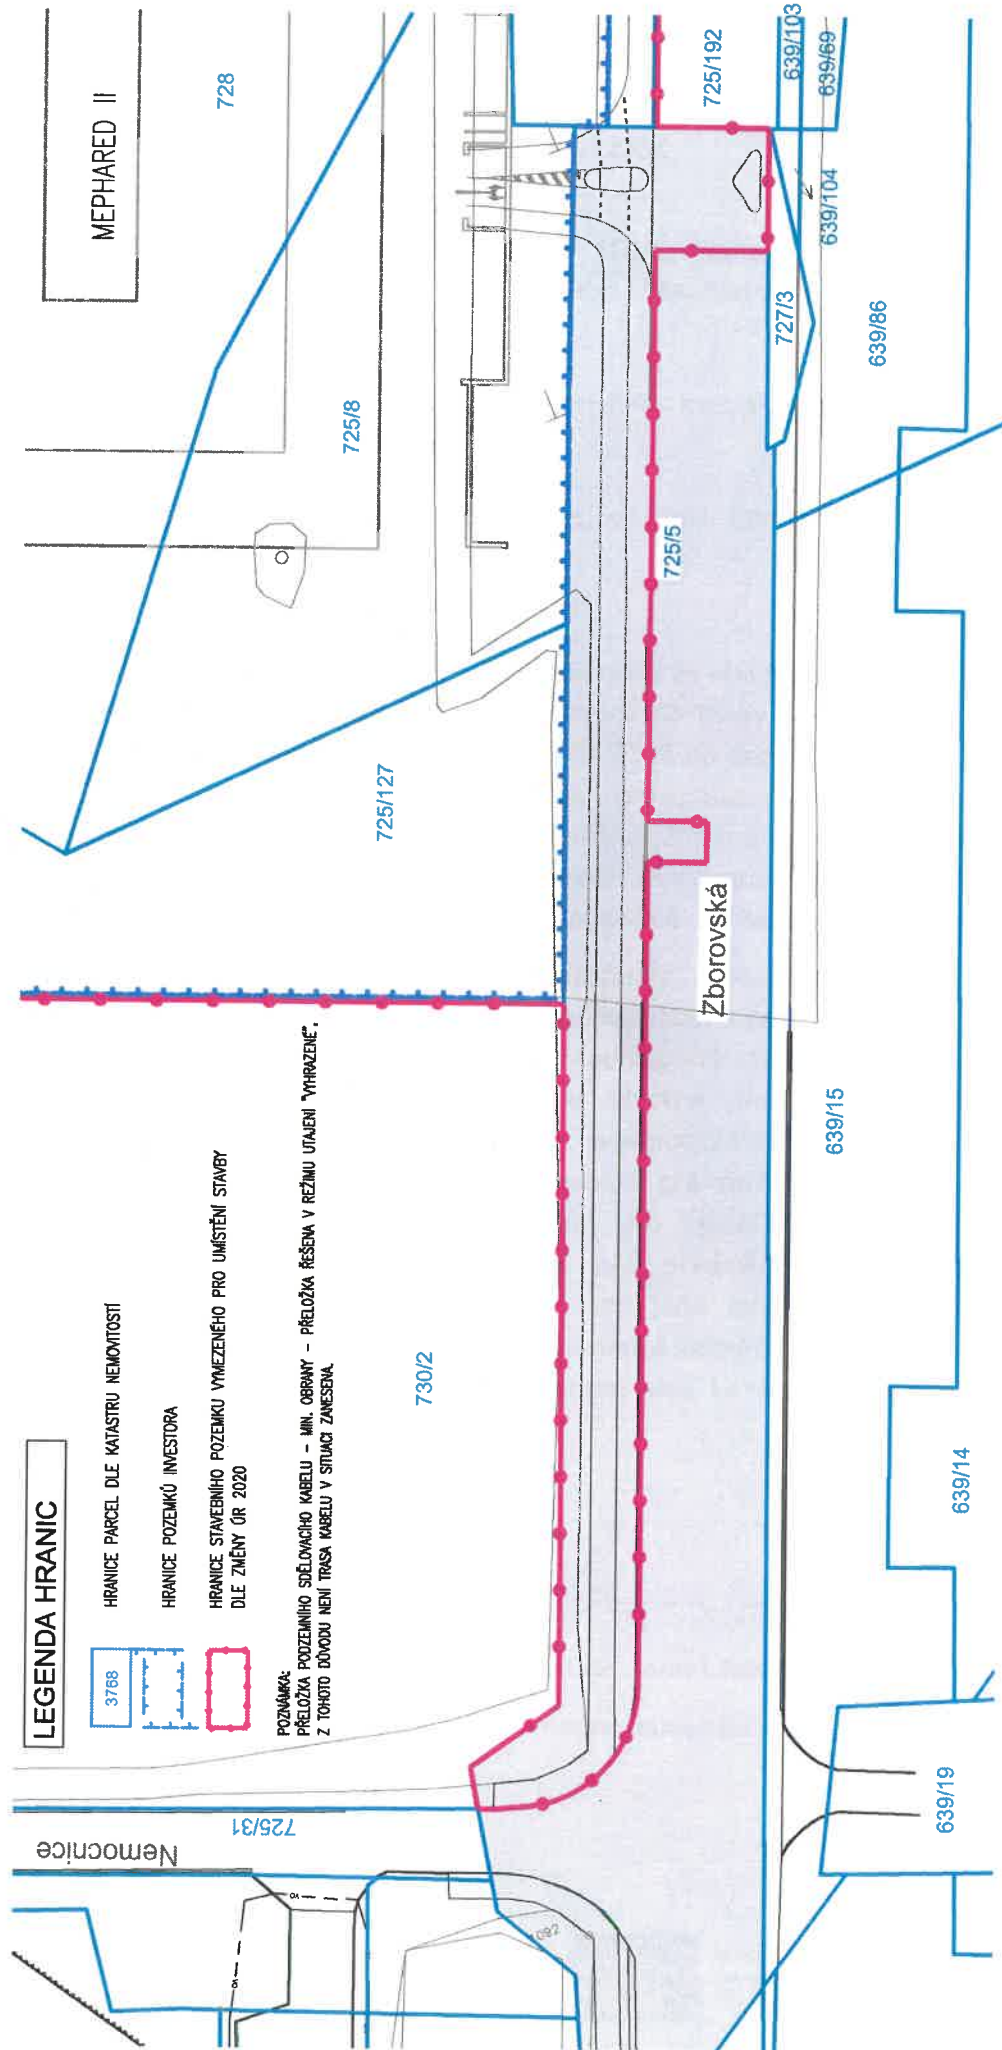 LEGENDA HRANIC
3768
HRANICE PARCEL DLE KATASTRU NEMOVITOSTÍ
HRANICE POZEMKŮ INVESTORA
HRANICE STAVEBNÍHO POZEMKU VYMEZENÉHO PRO UMÍSTĚNÍ STAVBY
DLE ZMĚNY ÚR 2020
POZNÁMKA:
PŘELOŽKA PODZEMNÍHO SDĚLOVACÍHO KABELU – MIN. OBRANY – PŘELOŽKA ŘEŠENA V REŽIMU UTAJENÍ "VYHRAZENÉ".
Z TOHOTO DŮVODU NENÍ TRASA KABELU V SITUACI ZANESENA.
MEPHARED II
728
725/8
725/127
730/2
725/31
Nemocnice
725/192
639/103
639/69
639/104
727/3
639/86
725/5
Zborovská
639/15
639/14
639/19